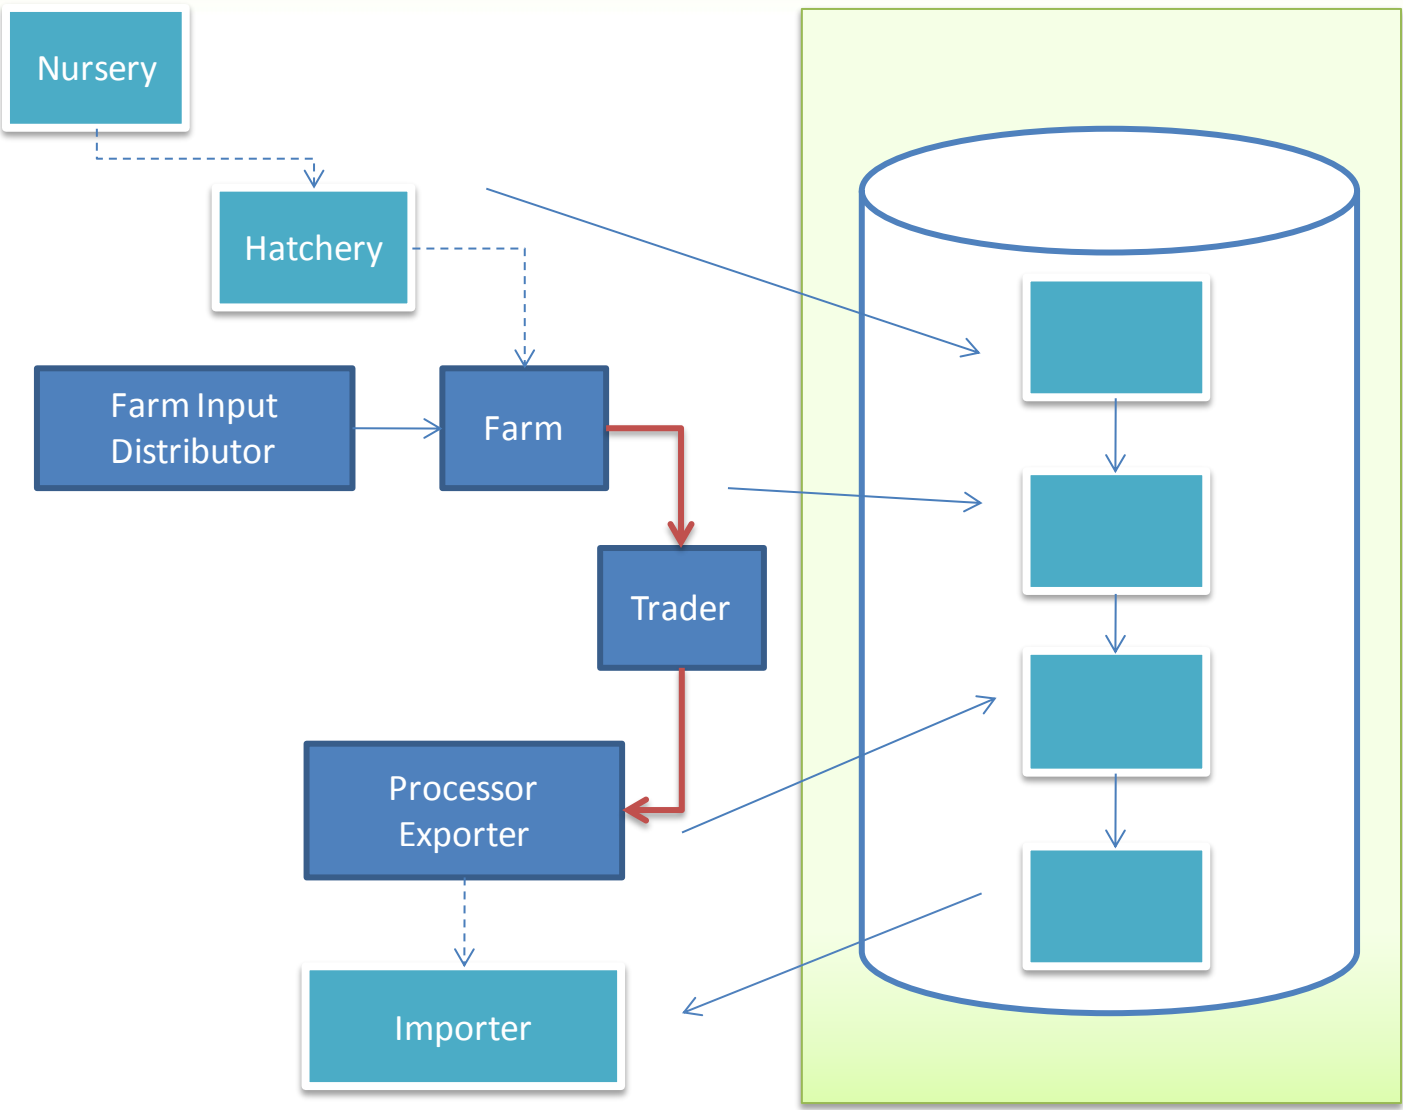 Nursery
Hatchery
Farm Input
Distributor
Farm
Trader
Processor
Exporter
Importer